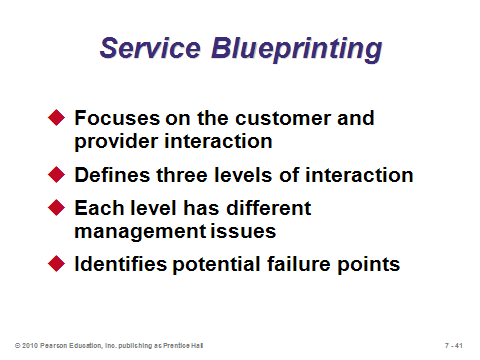 Service Blueprinting
Focuses on the customer and
provider interaction
Defines three levels of interaction
Each level has different
management issues
Identifies potential failure points
© 2010 Pearson Education, Inc. publishing as Prentice Hall
7 - 41